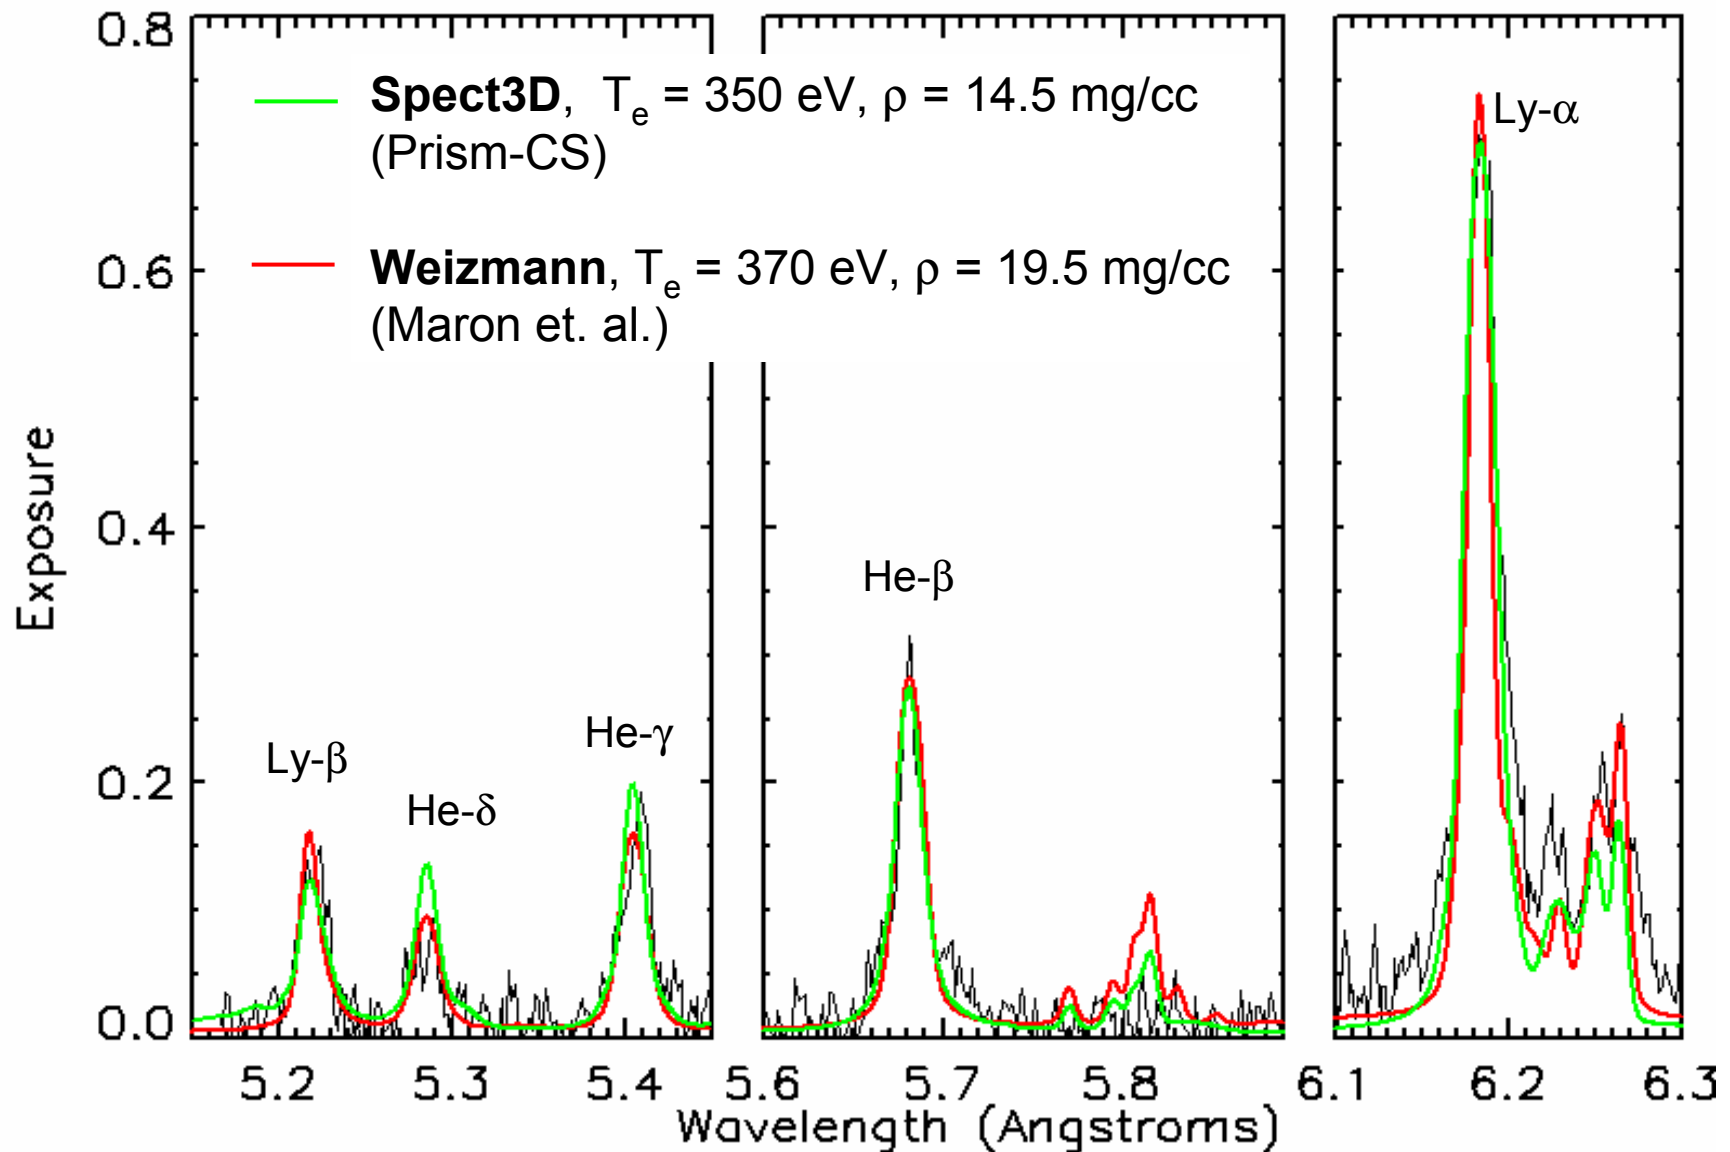 0.8
0.6
0.4
0.2
0.0
Exposure
Spect3D, Te = 350 eV, ρ = 14.5 mg/cc
(Prism-CS)
Weizmann, Te = 370 eV, ρ = 19.5 mg/cc
(Maron et. al.)
Ly-β
He-δ
He-γ
He-β
Ly-α
5.2 5.3 5.4 5.6 5.7 5.8 6.1 6.2 6.3
Wavelength (Angstroms)